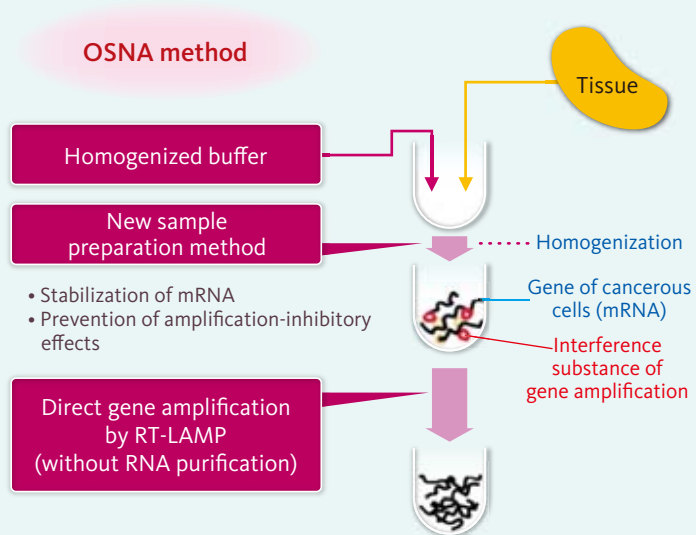 OSNA method
Tissue
Homogenized buffer
New sample
preparation method
Homogenization
• Stabilization of mRNA
• Prevention of amplification-inhibitory
effects
Gene of cancerous
cells (mRNA)
Interference
substance of
gene amplification
Direct gene amplification
by RT-LAMP
(without RNA purification)